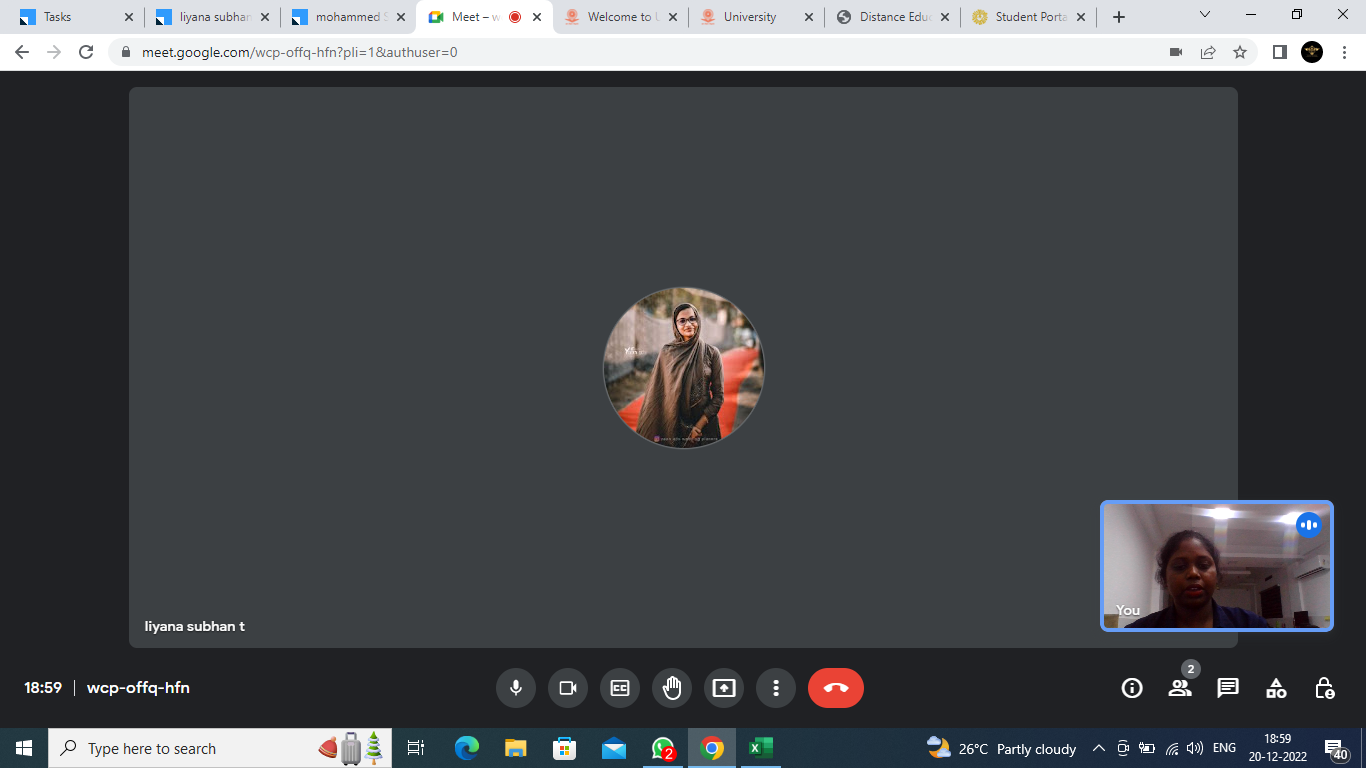 Tasks
liyana subhan
mohammed S
Meet – w
Welcome to U
University
Distance Educ
Student Porta
meet.google.com/wcp-offq-hfn?pli=1&authuser=0
liyana subhan t
You
18:59 | wcp-offq-hfn
2
Type here to search
2
26°C Partly cloudy
ENG
18:59
20-12-2022
40